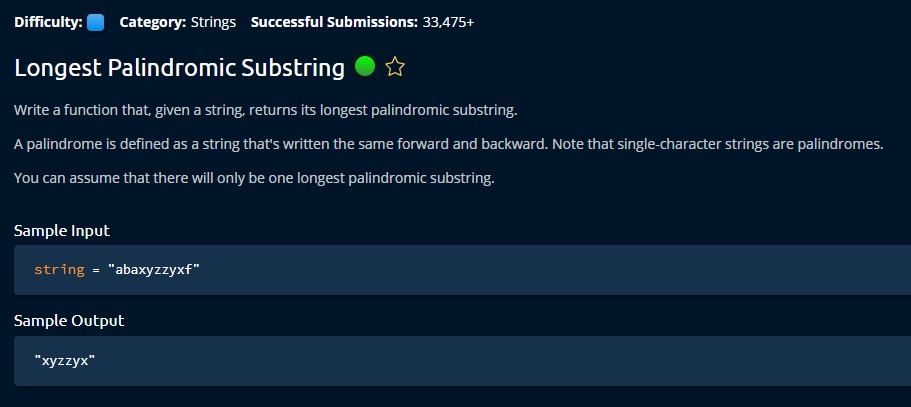 Difficulty: Category: Strings Successful Submissions: 33,475+
Longest Palindromic Substring
Write a function that, given a string, returns its longest palindromic substring.
A palindrome is defined as a string that's written the same forward and backward. Note that single-character strings are palindromes.
You can assume that there will only be one longest palindromic substring.
Sample Input
string = "abaxyzzyxf"
Sample Output
"xyzzyx"